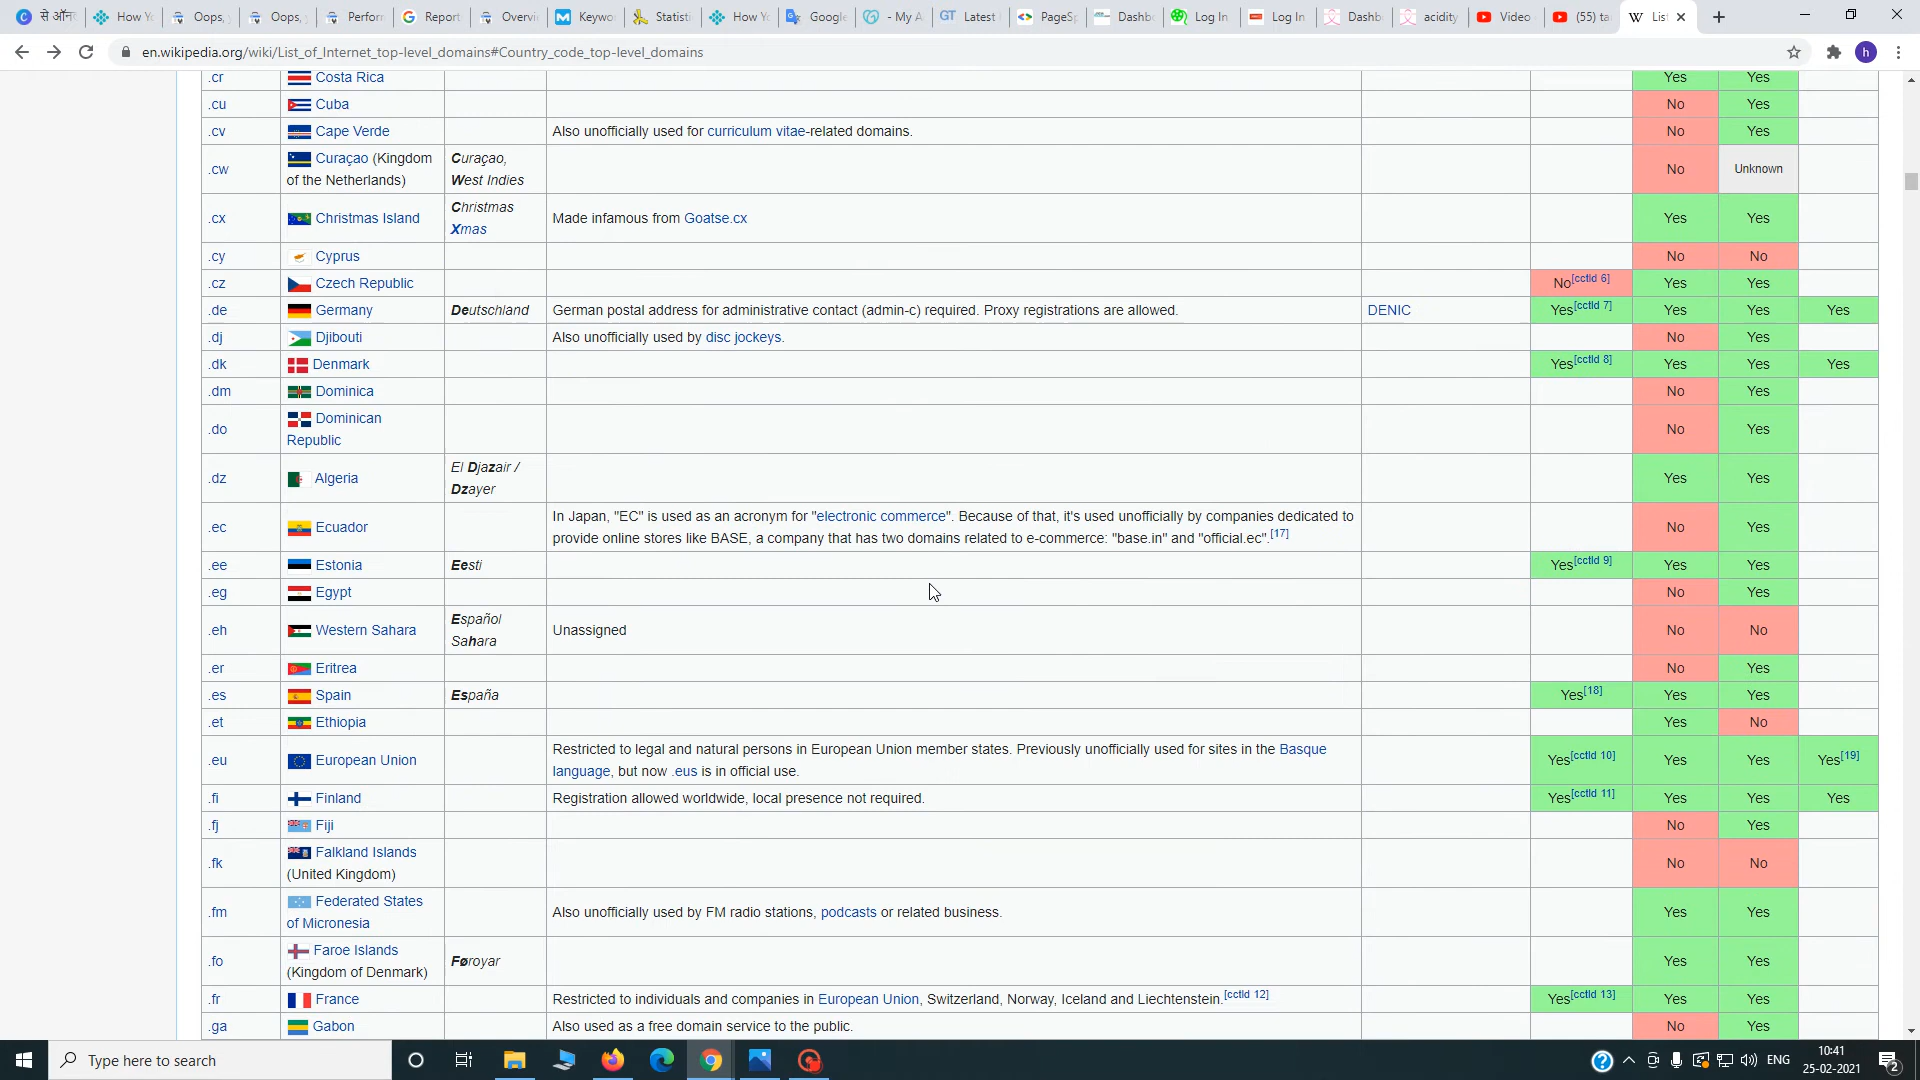 से ऑन
How Y
Oops,
Oops,
Perfor
Report
Overvi
Keywo
Statisti
How Y
Google
- My A
Latest
PageSp
Dashb
Log In
Log In
Dashb
acidity
Video
(55) ta
List
en.wikipedia.org/wiki/List_of_Internet_top-level_domains#Country_code_top-level_domains
h
.cr Costa Rica Yes Yes
.cu Cuba No Yes
.cv Cape Verde Also unofficially used for curriculum vitae-related domains. No Yes
.cw Curaçao (Kingdom
of the Netherlands)
Curaçao,
West Indies
No Unknown
.cx Christmas Island
Christmas
Xmas
Made infamous from Goatse.cx Yes Yes
.cy Cyprus No No
.cz Czech Republic No[cctld 6] Yes Yes
.de Germany Deutschland German postal address for administrative contact (admin-c) required. Proxy registrations are allowed. DENIC Yes[cctld 7] Yes Yes Yes
.dj Djibouti Also unofficially used by disc jockeys. No Yes
.dk Denmark Yes[cctld 8] Yes Yes Yes
.dm Dominica No Yes
.do Dominican
Republic
No Yes
.dz Algeria
El Djazair /
Dzayer
Yes Yes
.ec Ecuador
In Japan, "EC" is used as an acronym for "electronic commerce". Because of that, it's used unofficially by companies dedicated to
provide online stores like BASE, a company that has two domains related to e-commerce: "base.in" and "official.ec".[17]
No Yes
.ee Estonia Eesti Yes[cctld 9] Yes Yes
.eg Egypt No Yes
.eh Western Sahara
Español
Sahara
Unassigned No No
.er Eritrea No Yes
.es Spain España Yes[18] Yes Yes
.et Ethiopia Yes No
.eu European Union
Restricted to legal and natural persons in European Union member states. Previously unofficially used for sites in the Basque
language, but now .eus is in official use.
Yes[cctld 10] Yes Yes Yes[19]
.fi Finland Registration allowed worldwide, local presence not required. Yes[cctld 11] Yes Yes Yes
.fj Fiji No Yes
.fk Falkland Islands
(United Kingdom)
No No
.fm Federated States
of Micronesia
Also unofficially used by FM radio stations, podcasts or related business. Yes Yes
.fo Faroe Islands
(Kingdom of Denmark)
Føroyar Yes Yes
.fr France Restricted to individuals and companies in European Union, Switzerland, Norway, Iceland and Liechtenstein.[cctld 12] Yes[cctld 13] Yes Yes
.ga Gabon Also used as a free domain service to the public. No Yes
Type here to search
ENG
10:41
25-02-2021
2